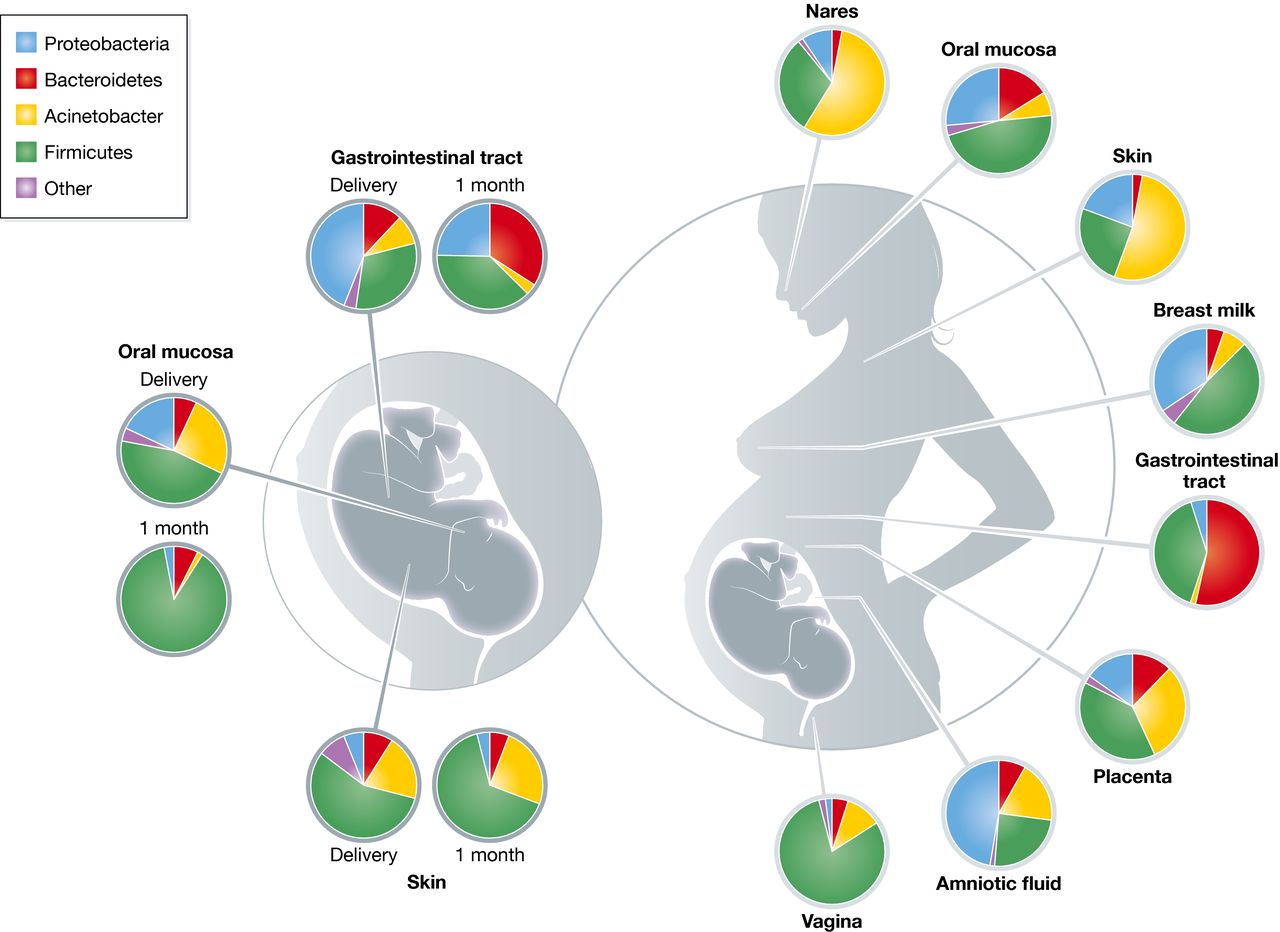 Proteobacteria
Bacteroidetes
Acinetobacter
Firmicutes
Other
Gastrointestinal tract
Delivery
1 month
Oral mucosa
Delivery
1 month
Delivery
1 month
Skin
Nares
Oral mucosa
Skin
Breast milk
Gastrointestinal
tract
Placenta
Amniotic fluid
Vagina